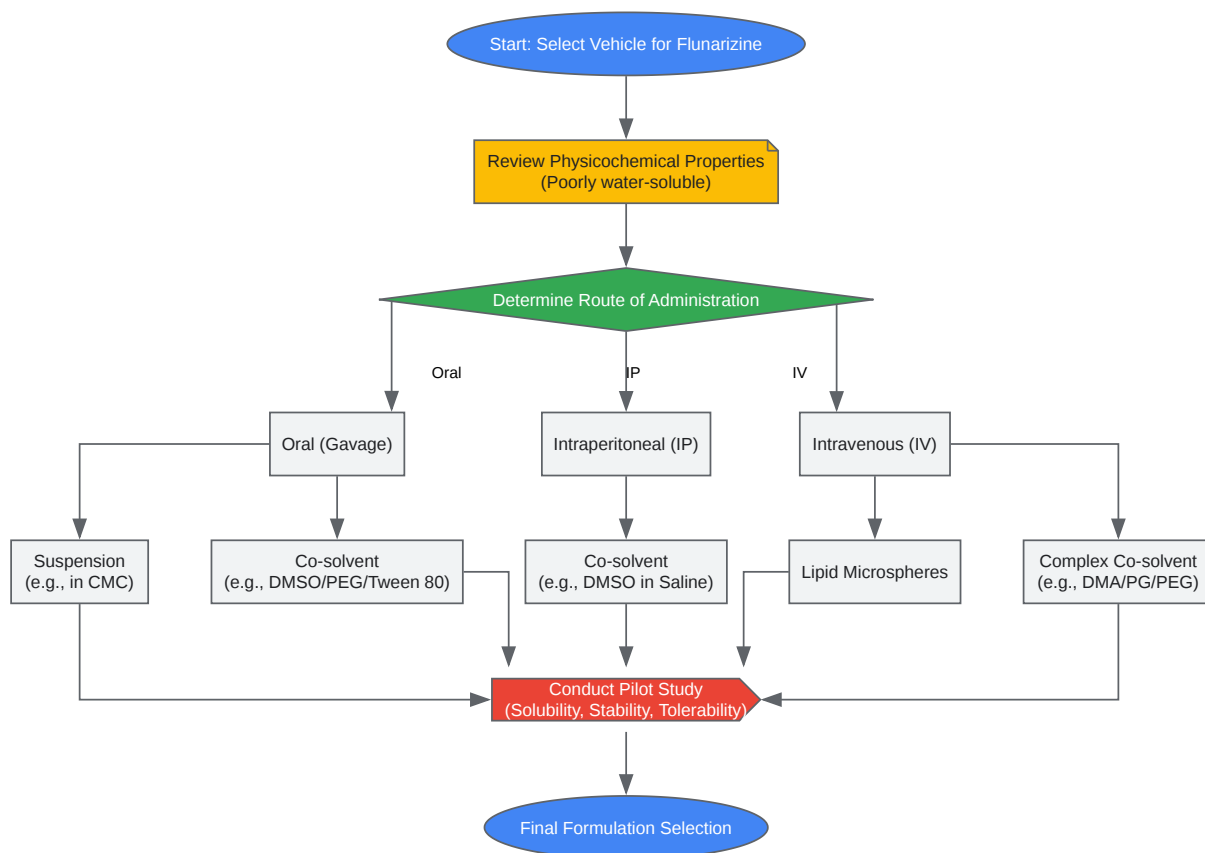 Start: Select Vehicle for Flunarizine
Review Physicochemical Properties
(Poorly water-soluble)
Determine Route of Administration
Oral
IP
IV
Oral (Gavage)
Intraperitoneal (IP)
Intravenous (IV)
Suspension
(e.g., in CMC)
Co-solvent
(e.g., DMSO/PEG/Tween 80)
Co-solvent
(e.g., DMSO in Saline)
Lipid Microspheres
Complex Co-solvent
(e.g., DMA/PG/PEG)
Conduct Pilot Study
(Solubility, Stability, Tolerability)
Final Formulation Selection